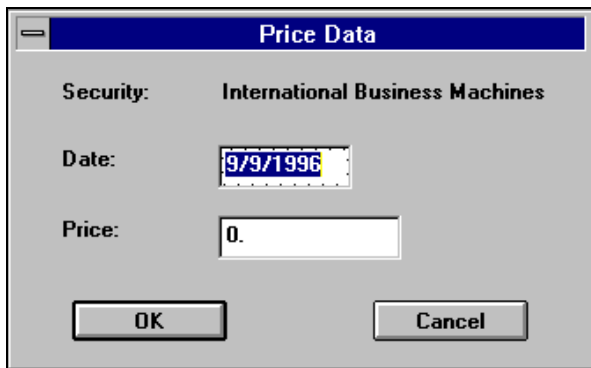 Price Data
Security: International Business Machines
Date: 9/9/1996
Price: 0.
OK Cancel